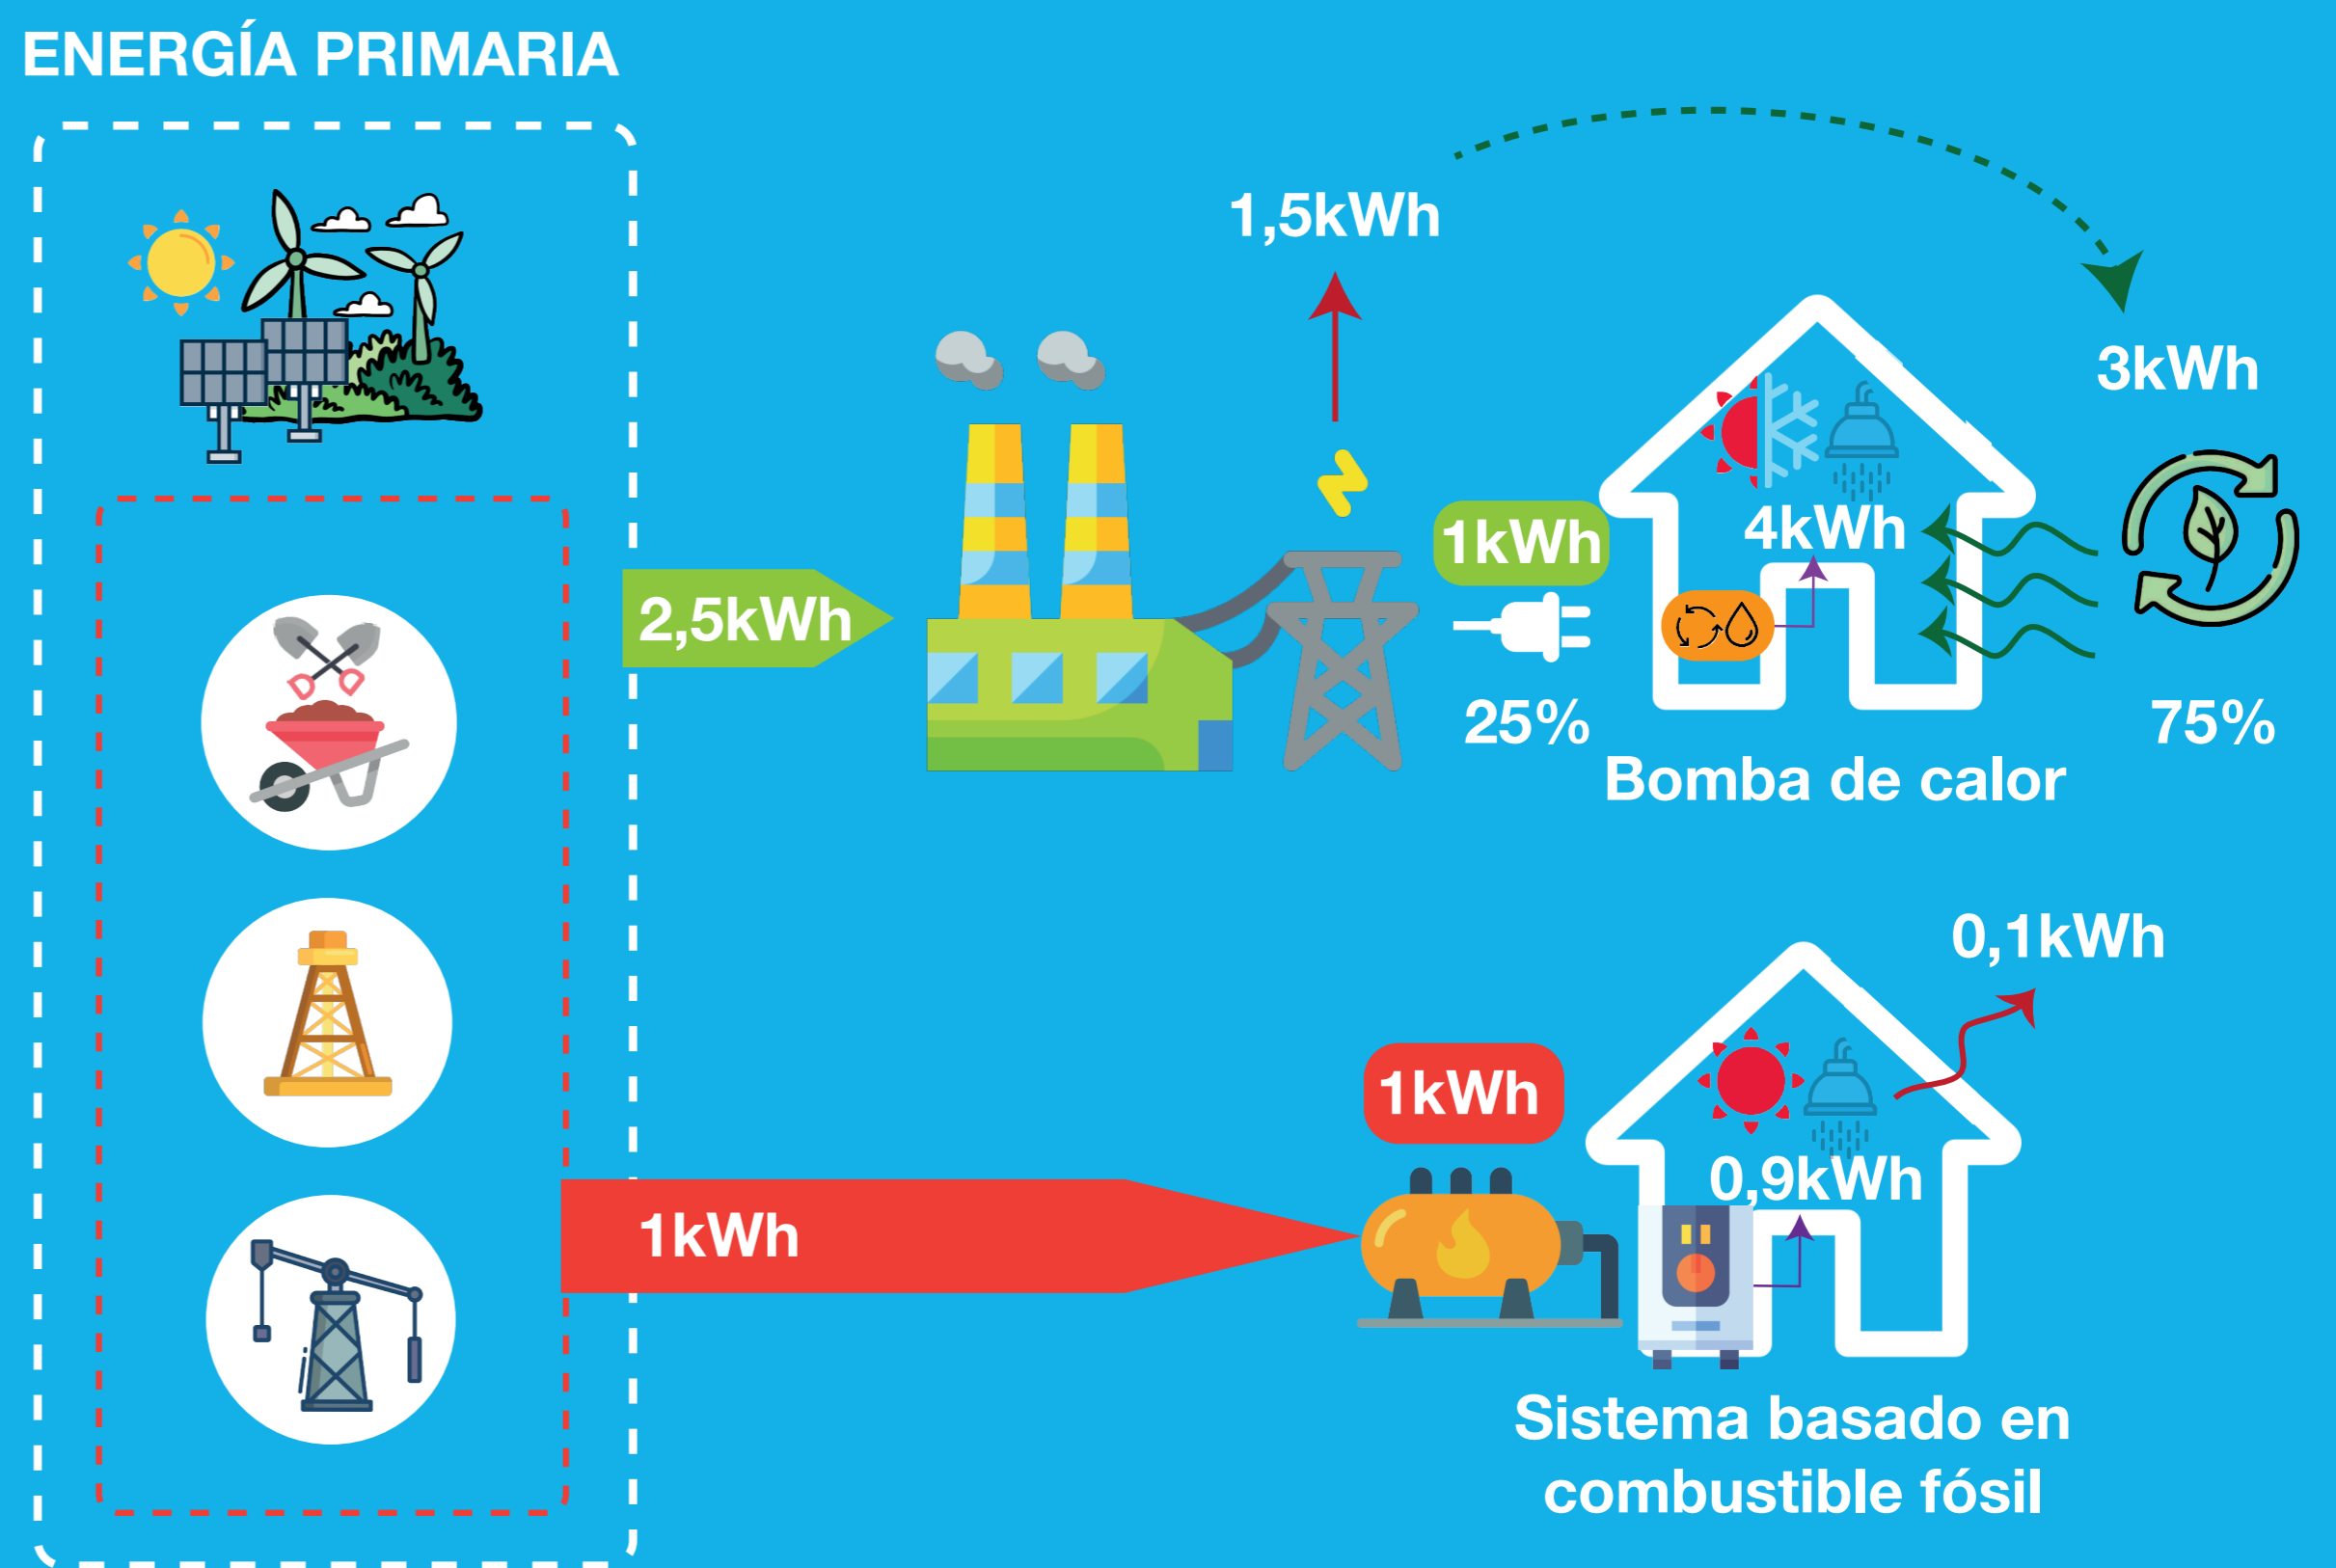 ENERGÍA PRIMARIA
1,5kWh
3kWh
1kWh
4kWh
2,5kWh
25%
75%
Bomba de calor
0,1kWh
1kWh
0,9kWh
1kWh
Sistema basado en
combustible fósil